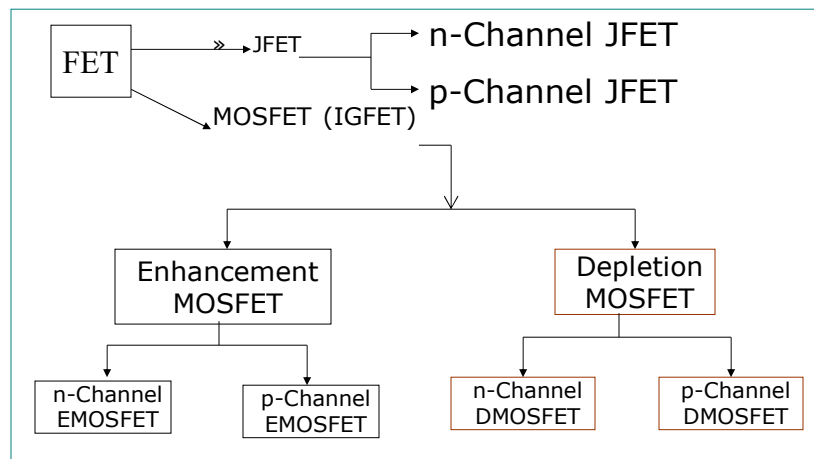 FET
» JFET
n-Channel JFET
p-Channel JFET
MOSFET (IGFET)
Enhancement
MOSFET
Depletion
MOSFET
n-Channel
EMOSFET
p-Channel
EMOSFET
n-Channel
DMOSFET
p-Channel
DMOSFET